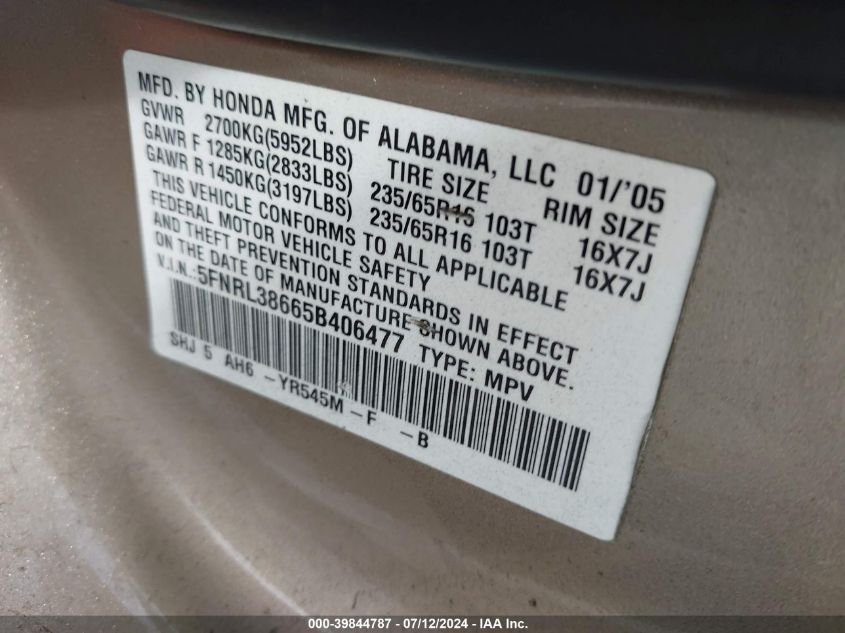 MFD. BY HONDA MFG. OF ALABAMA, LLC 01/'05
GVWR 2700KG(5952LBS) TIRE SIZE RIM SIZE
GAWR F 1285KG(2833LBS) 235/65R16 103T 16X7J
GAWR R 1450KG(3197LBS) 235/65R16 103T 16X7J
THIS VEHICLE CONFORMS TO ALL APPLICABLE
FEDERAL MOTOR VEHICLE SAFETY
AND THEFT PREVENTION STANDARDS IN EFFECT
ON THE DATE OF MANUFACTURE SHOWN ABOVE.
V.I.N.:5FNRL38665B406477 TYPE: MPV
SHJ 5 AH6 -YR545M -F -B
000-39844787 - 07/12/2024 - IAA Inc.